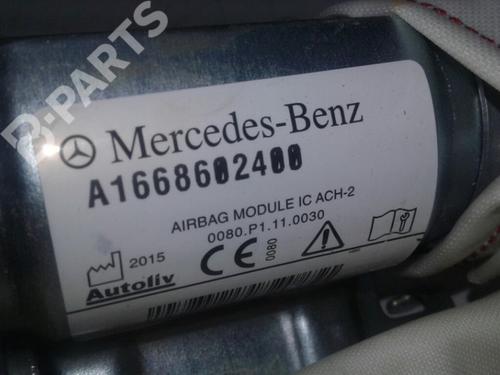 B-PARTS
Mercedes-Benz
A1668602400
AIRBAG MODULE IC ACH-2
0080.P1.11.0030
2015
0080
Autoliv
CE